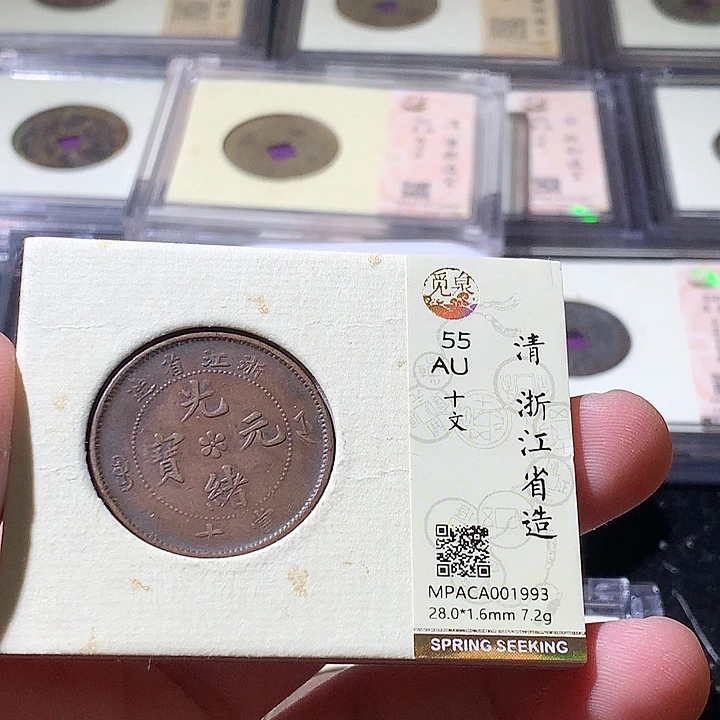 浙江省造
光緒元寶
當十
觅泉
55
AU
十文
清 浙江省造
MPACA001993
28.0*1.6mm 7.2g
SPRING SEEKING